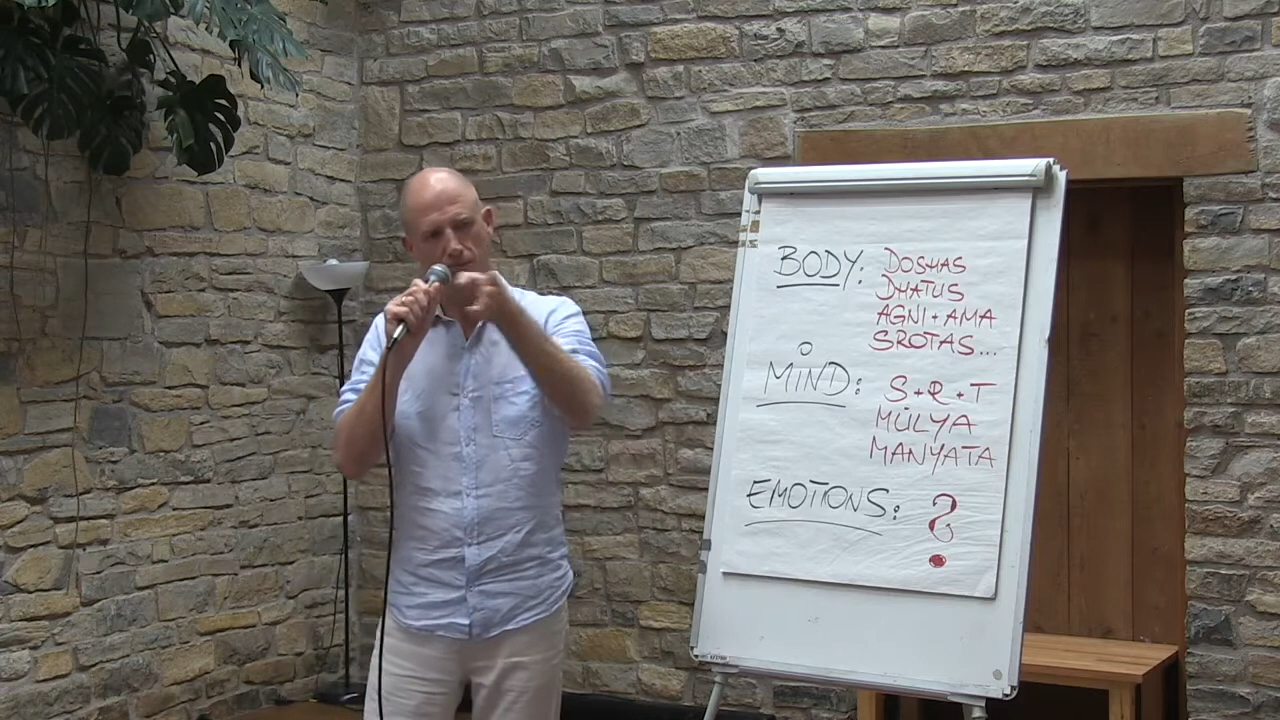 BODY: DOSHAS
DHATUS
AGNI + AMA
SROTAS...
MIND: S+R+T
MŪLYA
MANYATA
EMOTIONS: ?